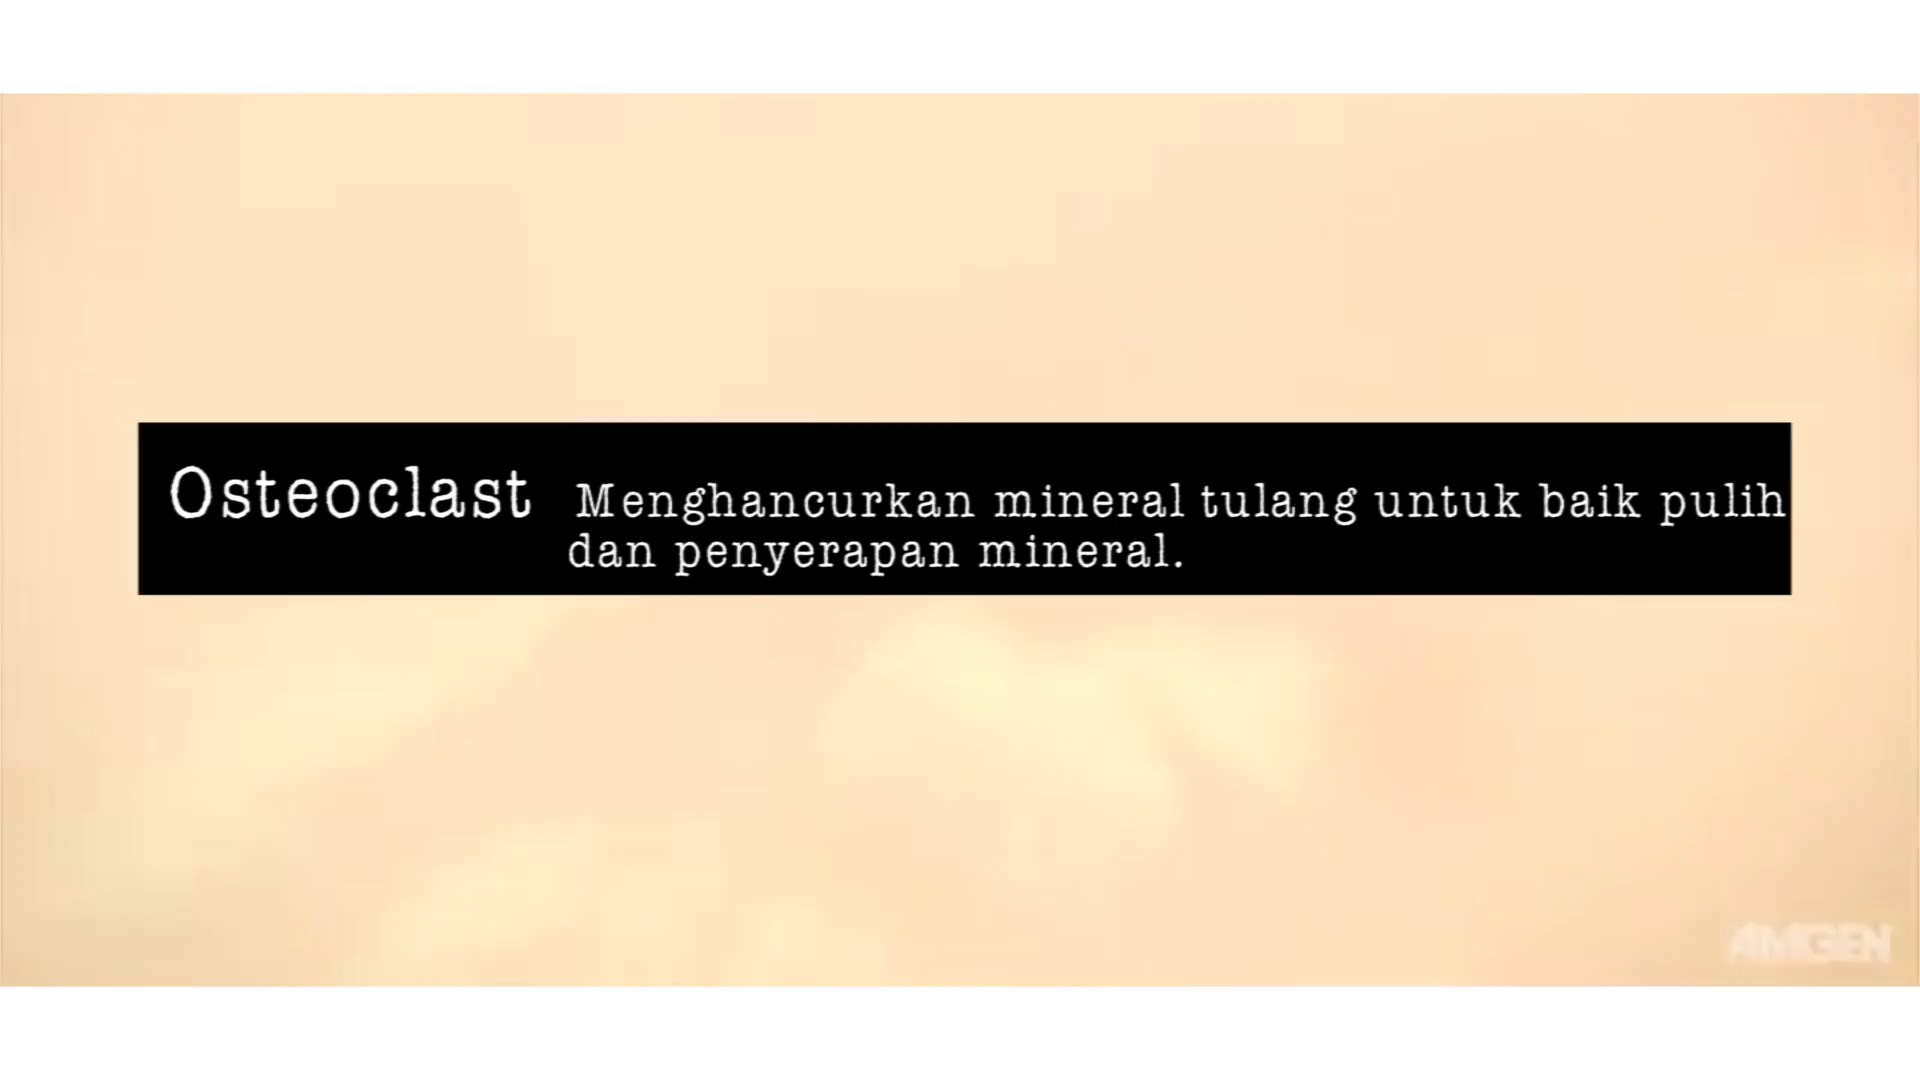 Osteoclast Menghancurkan mineral tulang untuk baik pulih
dan penyerapan mineral.
AMGEN